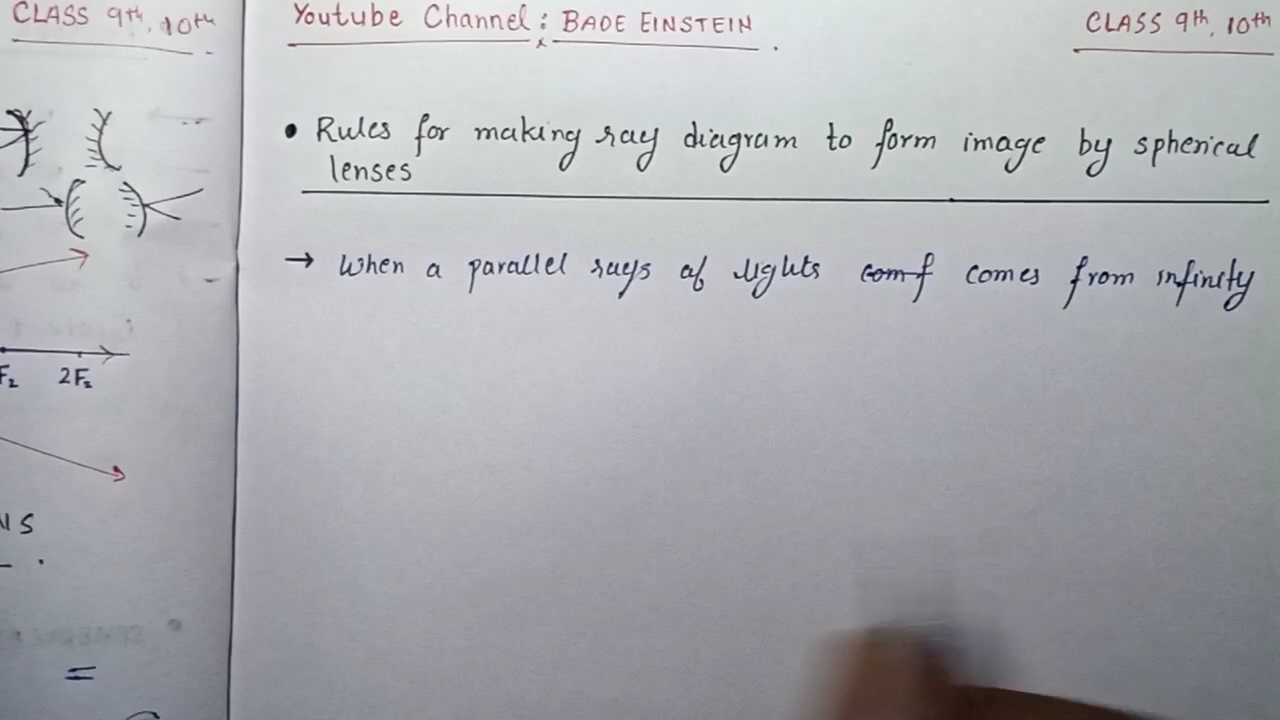 CLASS 9th, 10th
Youtube Channel: BADE EINSTEIN
CLASS 9th, 10th
• Rules for making ray diagram to form image by spherical
lenses
→ When a parallel rays of lights comf comes from infinity
F₂ 2F₂
NS
=